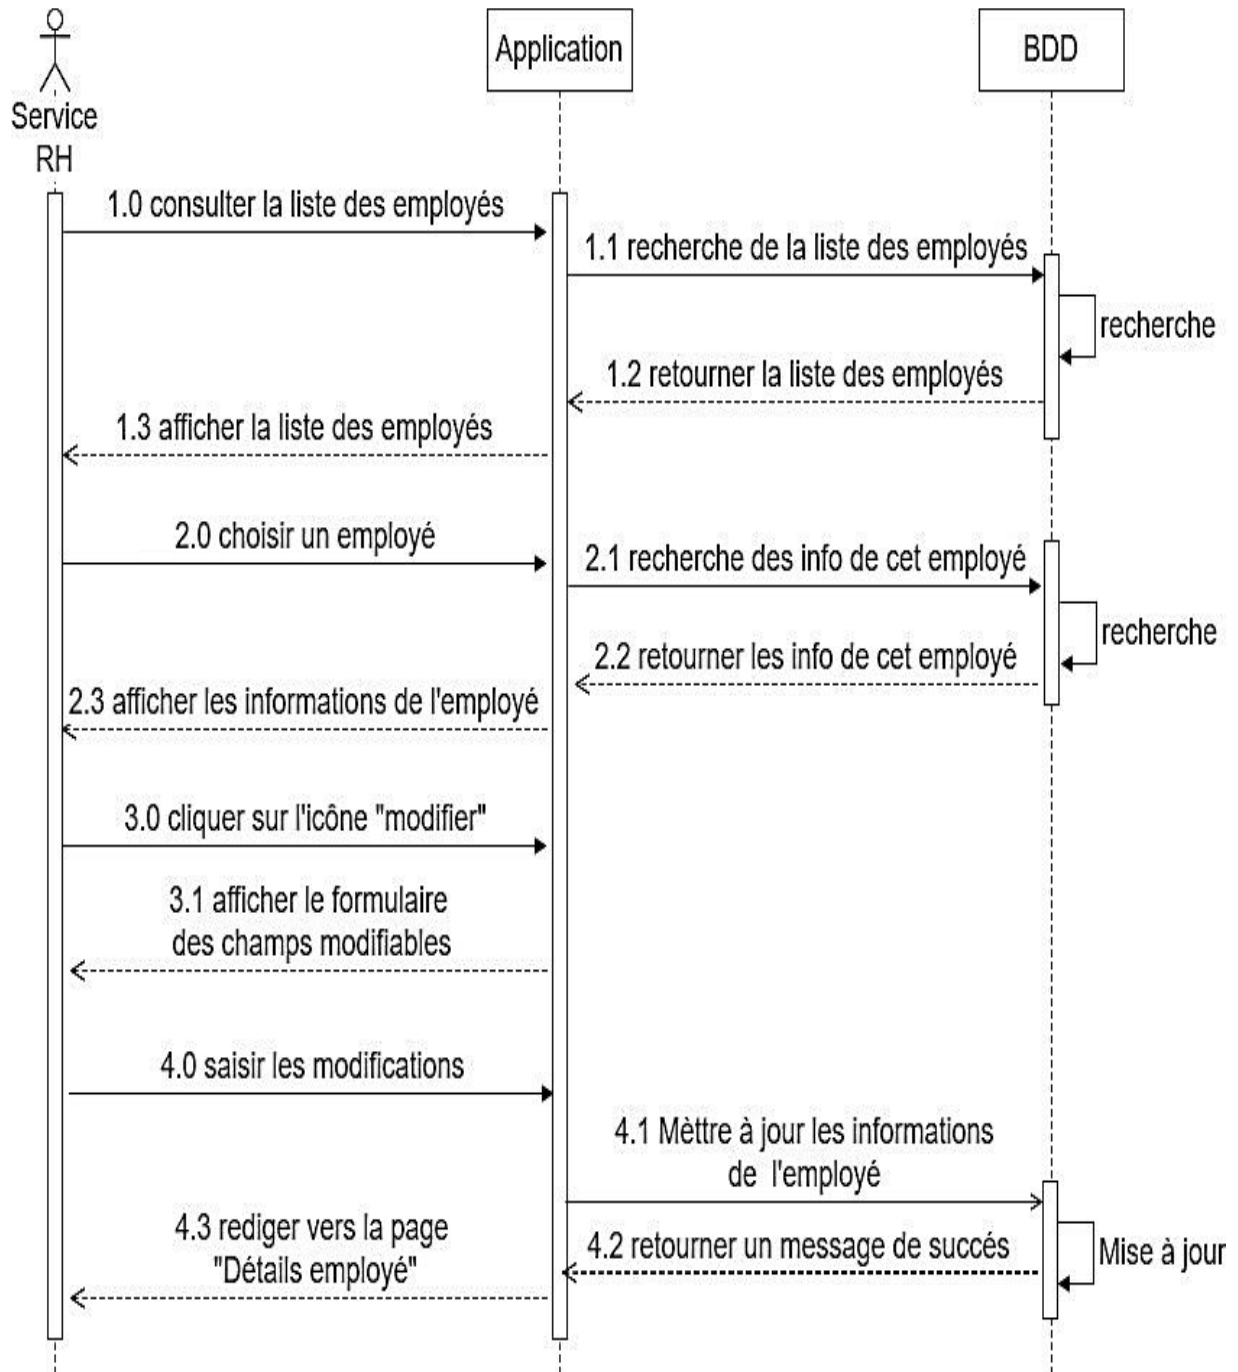 Application
BDD
Service
RH
1.0 consulter la liste des employés
1.1 recherche de la liste des employés
recherche
1.2 retourner la liste des employés
1.3 afficher la liste des employés
2.0 choisir un employé
2.1 recherche des info de cet employé
recherche
2.2 retourner les info de cet employé
2.3 afficher les informations de l'employé
3.0 cliquer sur l'icône "modifier"
3.1 afficher le formulaire
des champs modifiables
4.0 saisir les modifications
4.1 Mèttre à jour les informations
de l'employé
4.2 retourner un message de succés
Mise à jour
4.3 rediger vers la page
"Détails employé"